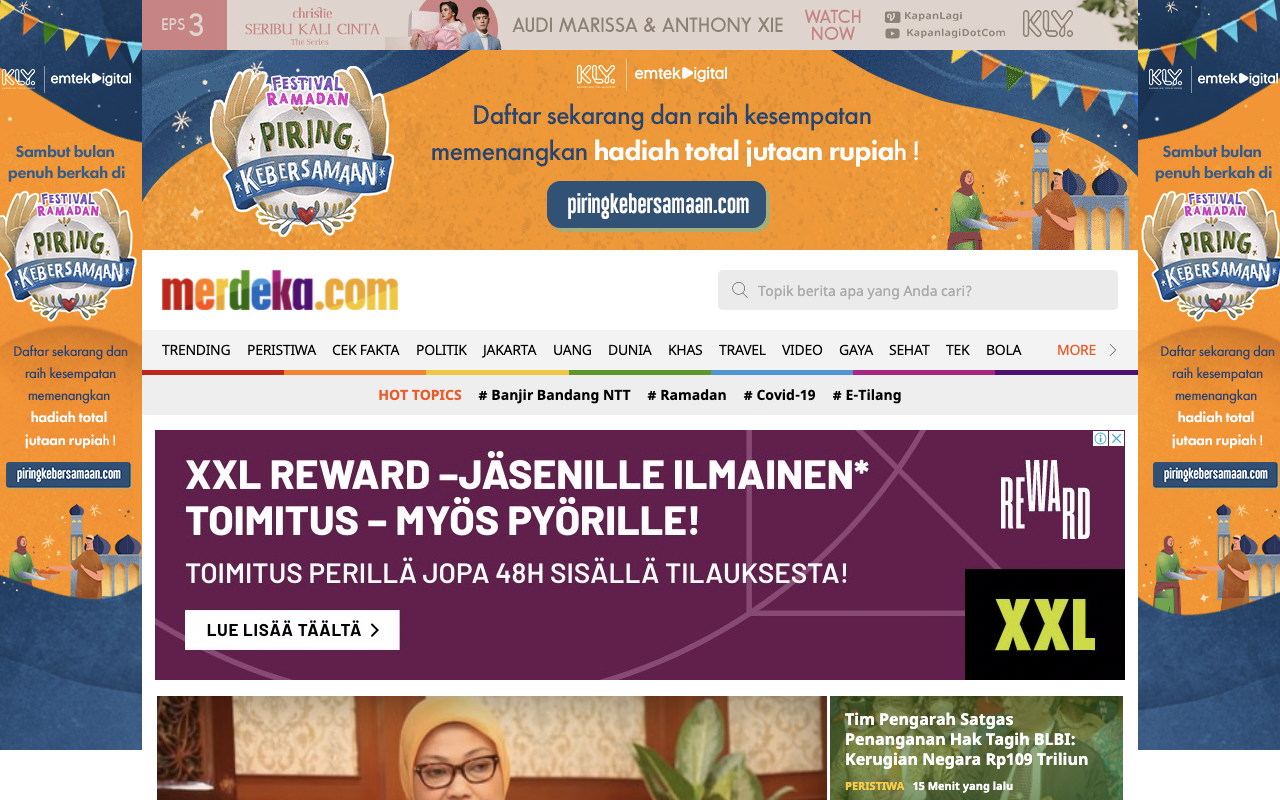 EPS 3
christie
SERIBU KALI CINTA
The Series
AUDI MARISSA & ANTHONY XIE
WATCH
NOW
KapanLagi
KapanlagiDotCom
KLY.
KLY. emtekDigital
Sambut bulan
penuh berkah di
FESTIVAL
RAMADAN
PIRING
KEBERSAMAAN
Daftar sekarang dan
raih kesempatan
memenangkan
hadiah total
jutaan rupiah !
piringkebersamaan.com
FESTIVAL
RAMADAN
PIRING
KEBERSAMAAN
KLY. emtekDigital
Daftar sekarang dan raih kesempatan
memenangkan hadiah total jutaan rupiah !
piringkebersamaan.com
KLY. emtekDigital
Sambut bulan
penuh berkah di
FESTIVAL
RAMADAN
PIRING
KEBERSAMAAN
Daftar sekarang dan
raih kesempatan
memenangkan
hadiah total
jutaan rupiah !
piringkebersamaan.com
merdeka.com
Topik berita apa yang Anda cari?
TRENDING PERISTIWA CEK FAKTA POLITIK JAKARTA UANG DUNIA KHAS TRAVEL VIDEO GAYA SEHAT TEK BOLA MORE
HOT TOPICS # Banjir Bandang NTT # Ramadan # Covid-19 # E-Tilang
XXL REWARD –JÄSENILLE ILMAINEN*
TOIMITUS – MYÖS PYÖRILLE!
TOIMITUS PERILLÄ JOPA 48H SISÄLLÄ TILAUKSESTA!
LUE LISÄÄ TÄÄLTÄ
REWARD
XXL
Tim Pengarah Satgas
Penanganan Hak Tagih BLBI:
Kerugian Negara Rp109 Triliun
PERISTIWA 15 Menit yang lalu